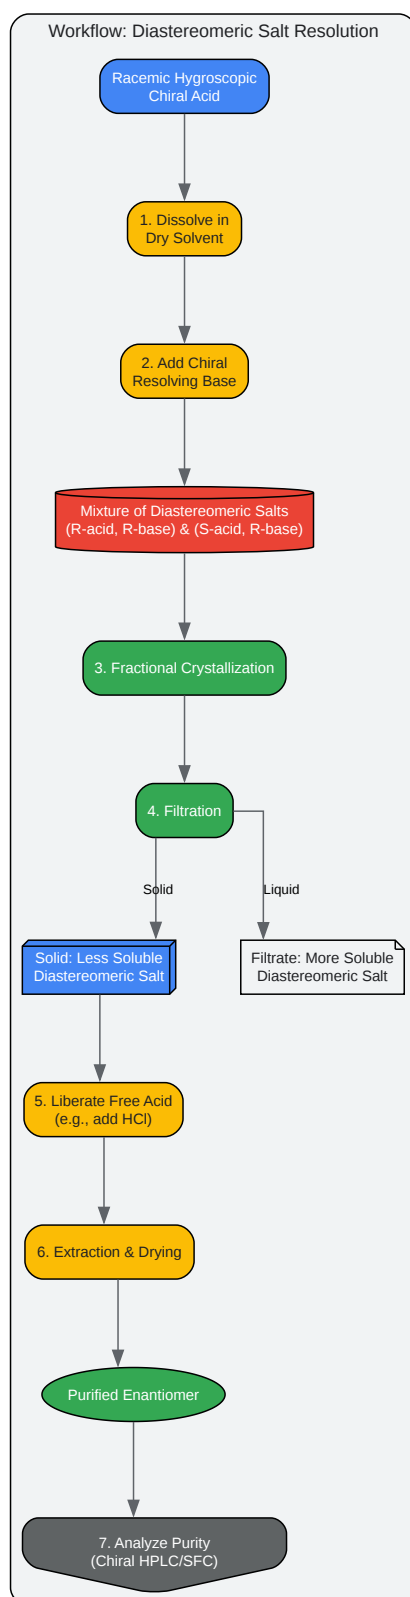 Workflow: Diastereomeric Salt Resolution
Racemic Hygroscopic
Chiral Acid
1. Dissolve in
Dry Solvent
2. Add Chiral
Resolving Base
Mixture of Diastereomeric Salts
(R-acid, R-base) & (S-acid, R-base)
3. Fractional Crystallization
4. Filtration
Solid
Liquid
Solid: Less Soluble
Diastereomeric Salt
Filtrate: More Soluble
Diastereomeric Salt
5. Liberate Free Acid
(e.g., add HCl)
6. Extraction & Drying
Purified Enantiomer
7. Analyze Purity
(Chiral HPLC/SFC)